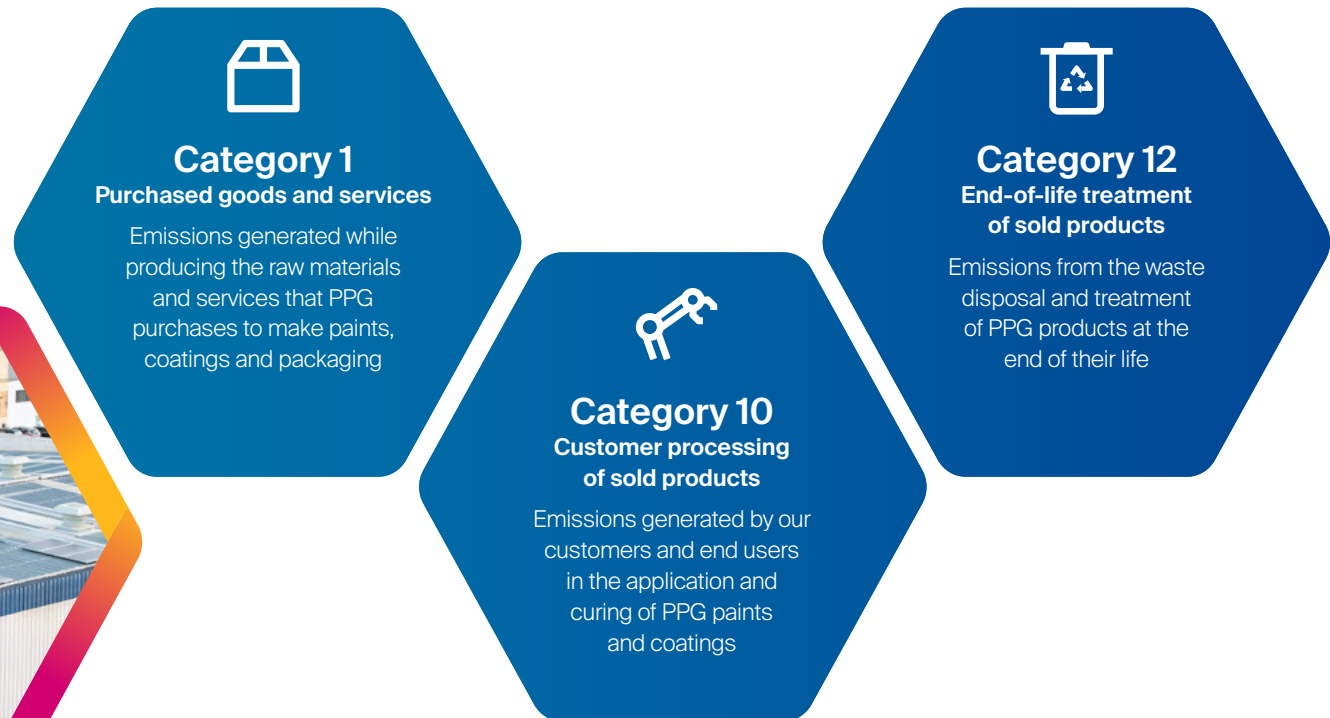 Category 1
Purchased goods and services
Emissions generated while
producing the raw materials
and services that PPG
purchases to make paints,
coatings and packaging
Category 10
Customer processing
of sold products
Emissions generated by our
customers and end users
in the application and
curing of PPG paints
and coatings
Category 12
End-of-life treatment
of sold products
Emissions from the waste
disposal and treatment
of PPG products at the
end of their life